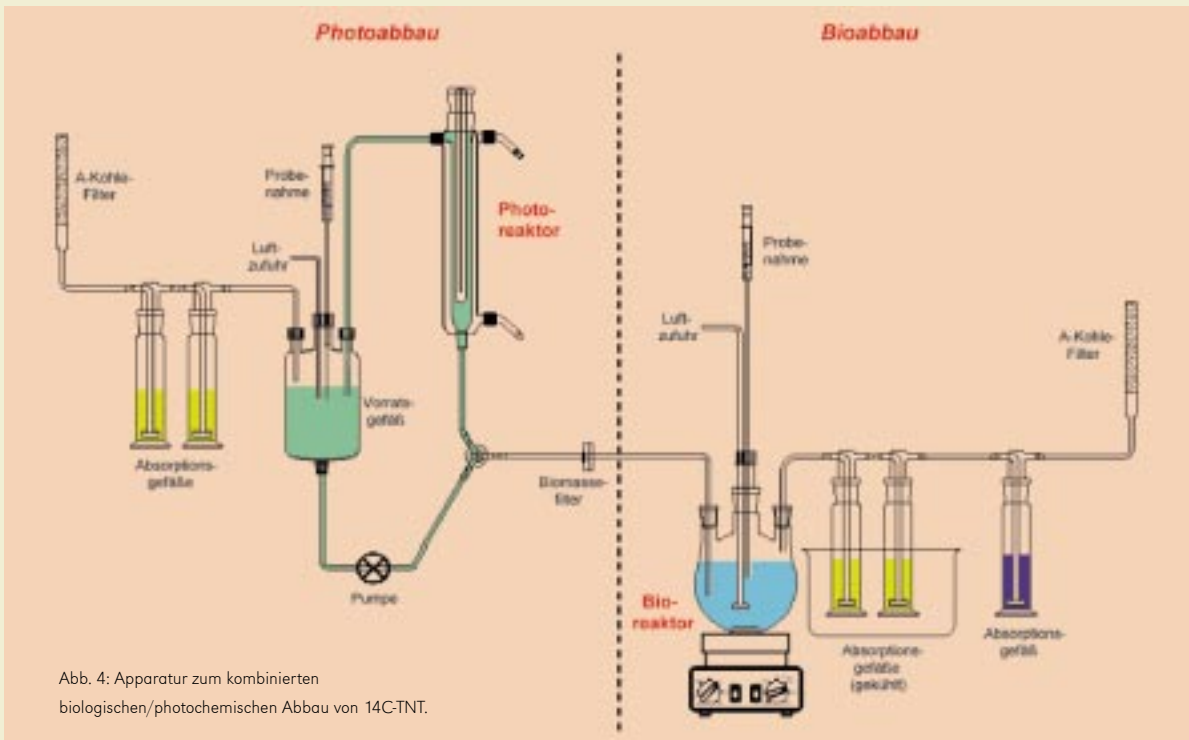 Photoabbau
Bioabbau
A-Kohle-
Filter
Probe-
nahme
Luft-
zufuhr
Photo-
reaktor
Vorrats-
gefäß
Absorptions-
gefäße
Pumpe
Biomasse-
filter
Probe-
nahme
Luft-
zufuhr
A-Kohle-
Filter
Bio-
reaktor
Absorptions-
gefäße
(gekühlt)
Absorptions-
gefäß
Abb. 4: Apparatur zum kombinierten
biologischen/photochemischen Abbau von 14C-TNT.